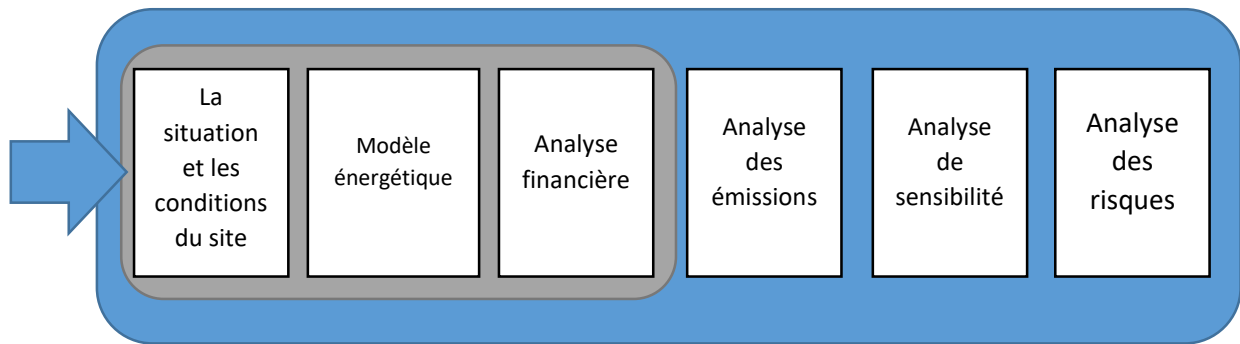 La
situation
et les
conditions
du site
Modèle
énergétique
Analyse
financière
Analyse
des
émissions
Analyse
de
sensibilité
Analyse
des
risques